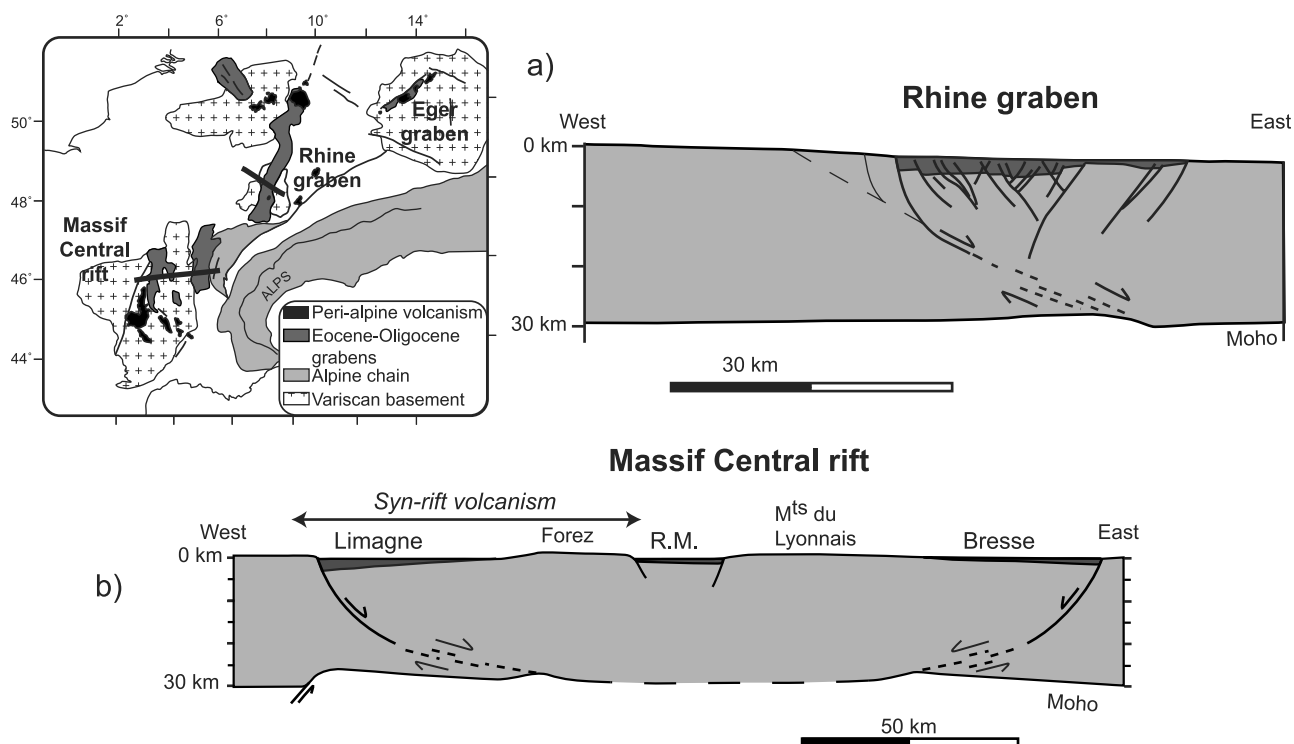 2°
6°
10°
14°
50°
48°
46°
44°
Eger
graben
Rhine
graben
Massif
Central
rift
ALPS
Peri-alpine volcanism
Eocene-Oligocene
grabens
Alpine chain
Variscan basement
a)
Rhine graben
West
East
0 km
30 km
Moho
30 km
Massif Central rift
Syn-rift volcanism
West
Limagne
Forez
R.M.
Mts du
Lyonnais
Bresse
East
0 km
b)
30 km
Moho
50 km